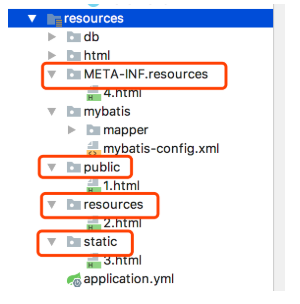 resources
db
html
META-INF.resources
4.html
mybatis
mapper
mybatis-config.xml
public
1.html
resources
2.html
static
3.html
application.yml